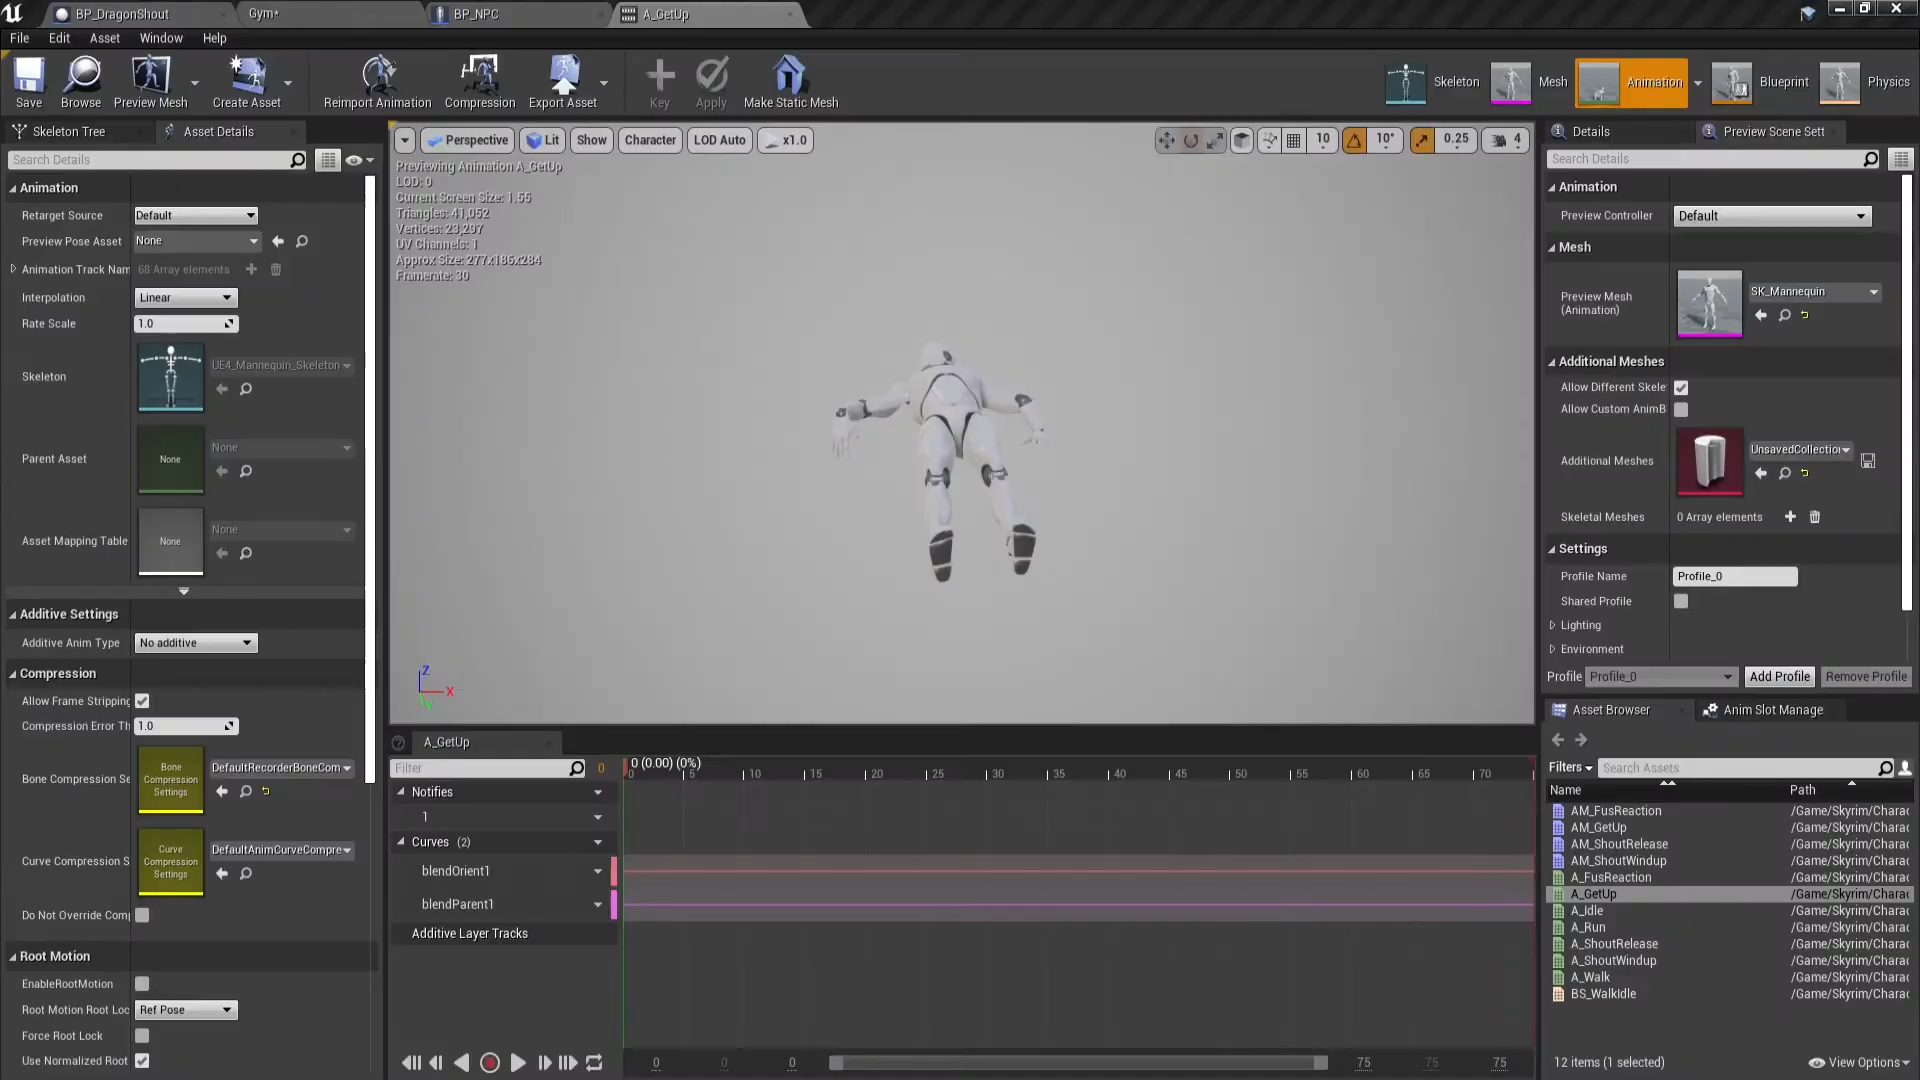 BP_DragonShout
Gym*
BP_NPC
A_GetUp
File
Edit
Asset
Window
Help
Save
Browse
Preview Mesh
Create Asset
Reimport Animation
Compression
Export Asset
Key
Apply
Make Static Mesh
Skeleton
Mesh
Animation
Blueprint
Physics
Skeleton Tree
Asset Details
Search Details
Animation
Retarget Source
Default
Preview Pose Asset
None
Animation Track Nam
68 Array elements
Interpolation
Linear
Rate Scale
1.0
Skeleton
UE4_Mannequin_Skeleton
Parent Asset
None
None
Asset Mapping Table
None
None
Additive Settings
Additive Anim Type
No additive
Compression
Allow Frame Stripping
Compression Error Th
1.0
Bone Compression Se
Bone
Compression
Settings
DefaultRecorderBoneCom
Curve Compression S
Curve
Compression
Settings
DefaultAnimCurveCompre
Do Not Override Comp
Root Motion
EnableRootMotion
Root Motion Root Loc
Ref Pose
Force Root Lock
Use Normalized Root
Perspective
Lit
Show
Character
LOD Auto
x1.0
10
10°
0.25
4
Previewing Animation A_GetUp
LOD: 0
Current Screen Size: 1.55
Triangles: 41,052
Vertices: 23,297
UV Channels: 1
Approx Size: 277x186x284
Framerate: 30
Z
X
Y
A_GetUp
Filter
0
0 (0.00) (0%)
0 5 10 15 20 25 30 35 40 45 50 55 60 65 70
Notifies
1
Curves (2)
blendOrient1
blendParent1
Additive Layer Tracks
0
0
0
75
75
75
Details
Preview Scene Sett
Search Details
Animation
Preview Controller
Default
Mesh
Preview Mesh
(Animation)
SK_Mannequin
Additional Meshes
Allow Different Skele
Allow Custom AnimB
Additional Meshes
UnsavedCollection
Skeletal Meshes
0 Array elements
Settings
Profile Name
Profile_0
Shared Profile
Lighting
Environment
Profile
Profile_0
Add Profile
Remove Profile
Asset Browser
Anim Slot Manage
Filters
Search Assets
Name
Path
AM_FusReaction /Game/Skyrim/Charac
AM_GetUp /Game/Skyrim/Charac
AM_ShoutRelease /Game/Skyrim/Charac
AM_ShoutWindup /Game/Skyrim/Charac
A_FusReaction /Game/Skyrim/Charac
A_GetUp /Game/Skyrim/Charac
A_Idle /Game/Skyrim/Charac
A_Run /Game/Skyrim/Charac
A_ShoutRelease /Game/Skyrim/Charac
A_ShoutWindup /Game/Skyrim/Charac
A_Walk /Game/Skyrim/Charac
BS_WalkIdle /Game/Skyrim/Charac
12 items (1 selected)
View Options